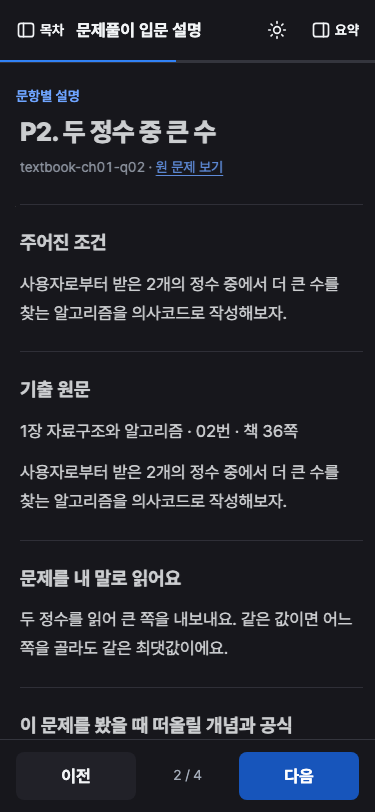 목차 문제풀이 입문 설명 요약
문항별 설명
P2. 두 정수 중 큰 수
textbook-ch01-q02 · 원 문제 보기
주어진 조건
사용자로부터 받은 2개의 정수 중에서 더 큰 수를
찾는 알고리즘을 의사코드로 작성해보자.
기출 원문
1장 자료구조와 알고리즘 · 02번 · 책 36쪽
사용자로부터 받은 2개의 정수 중에서 더 큰 수를
찾는 알고리즘을 의사코드로 작성해보자.
문제를 내 말로 읽어요
두 정수를 읽어 큰 쪽을 내보내요. 같은 값이면 어느
쪽을 골라도 같은 최댓값이에요.
이 문제를 봤을 때 떠올릴 개념과 공식
이전 2 / 4 다음